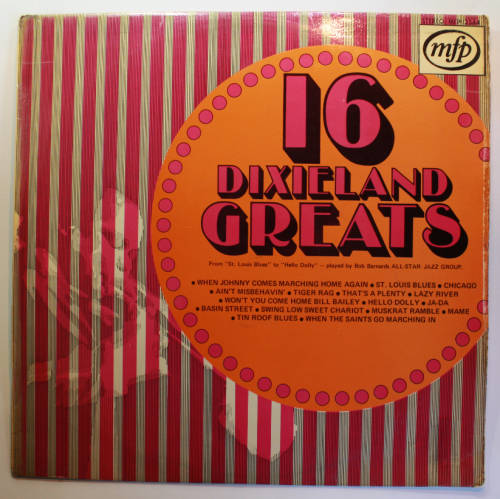 STEREO
mfp
16
DIXIELAND
GREATS
From "St. Louis Blues" to "Hello Dolly" — played by Bob Barnards ALL-STAR JAZZ GROUP.
• WHEN JOHNNY COMES MARCHING HOME AGAIN • ST. LOUIS BLUES • CHICAGO
• AIN'T MISBEHAVIN' • TIGER RAG • THAT'S A PLENTY • LAZY RIVER
• WON'T YOU COME HOME BILL BAILEY • HELLO DOLLY • JA-DA
• BASIN STREET • SWING LOW SWEET CHARIOT • MUSKRAT RAMBLE • MAME
• TIN ROOF BLUES • WHEN THE SAINTS GO MARCHING IN